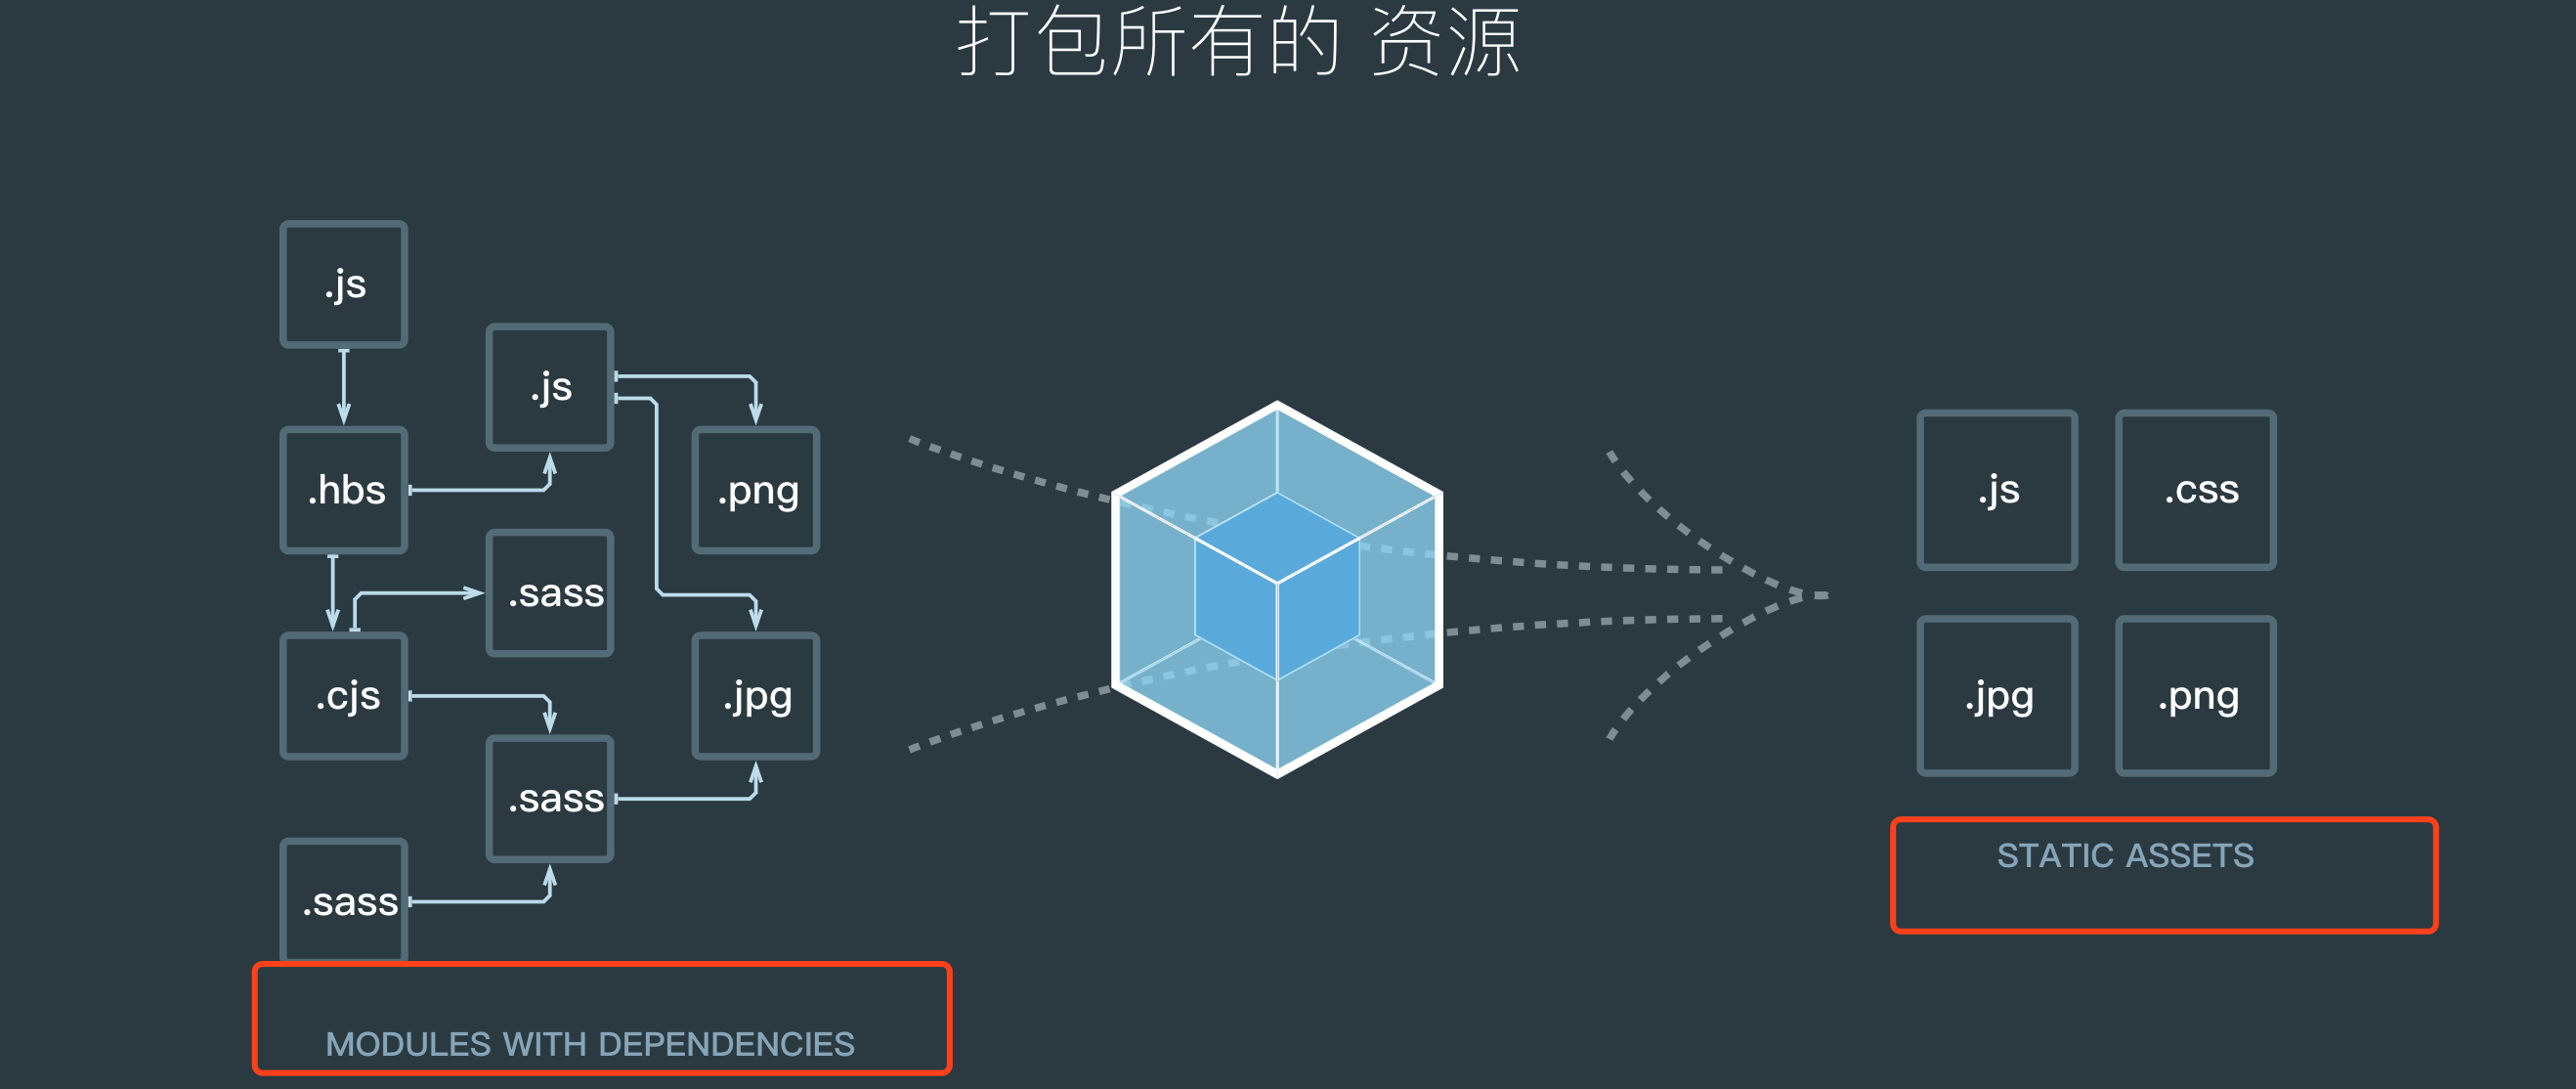 打包所有的 资源
.js
.js
.hbs
.png
.sass
.cjs
.jpg
.sass
.sass
MODULES WITH DEPENDENCIES
.js
.css
.jpg
.png
STATIC ASSETS